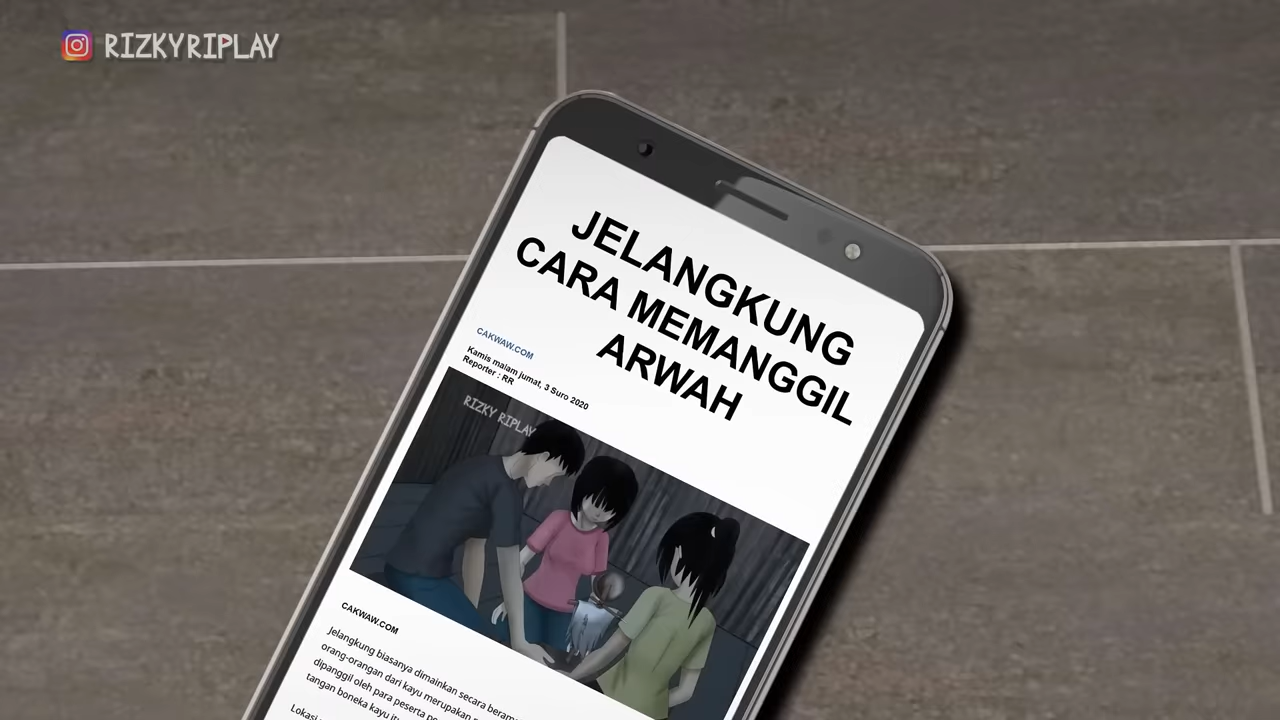 RIZKYRIPLAY
JELANGKUNG
CARA MEMANGGIL
ARWAH
CAKWAW.COM
Kamis malam jumat, 3 Suro 2020
Reporter : RR
RIZKY RIPLAY
CAKWAW.COM
Jelangkung biasanya dimainkan secara beram
orang-orangan dari kayu merupakan
dipanggil oleh para peserta
tangan boneka kayu
Lokasi